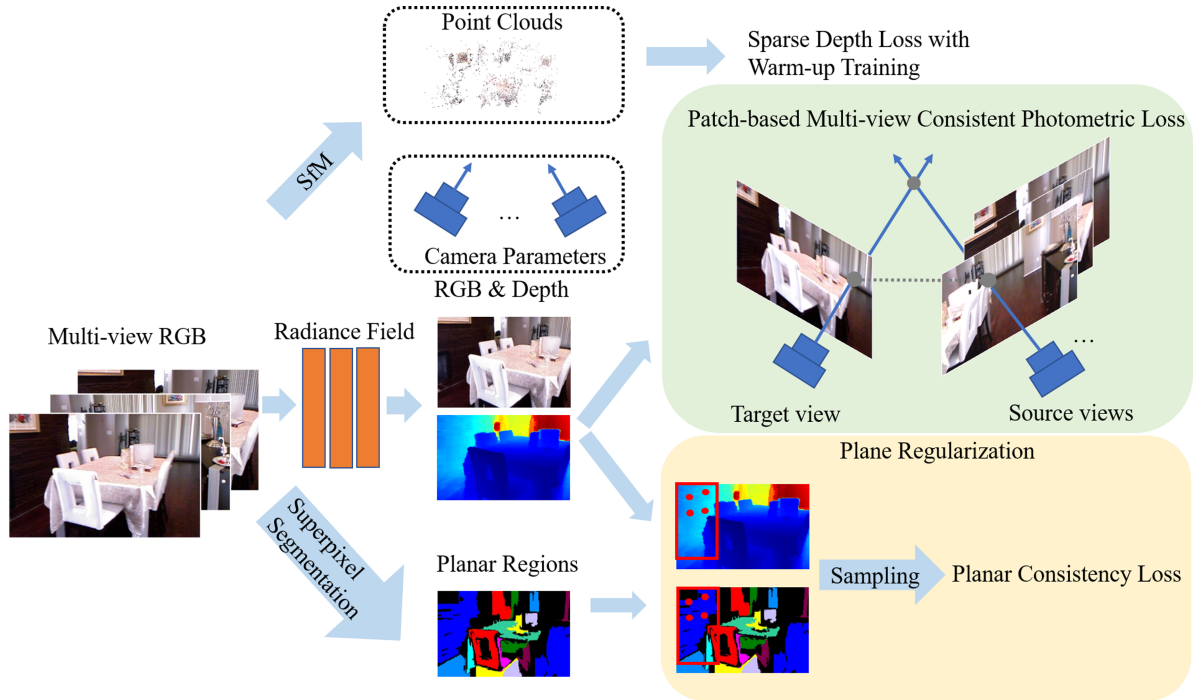 Point Clouds
Sparse Depth Loss with
Warm-up Training
SfM
...
Camera Parameters
Patch-based Multi-view Consistent Photometric Loss
...
Target view
Source views
RGB & Depth
Multi-view RGB
Radiance Field
Superpixel
Segmentation
Planar Regions
Plane Regularization
Sampling
Planar Consistency Loss